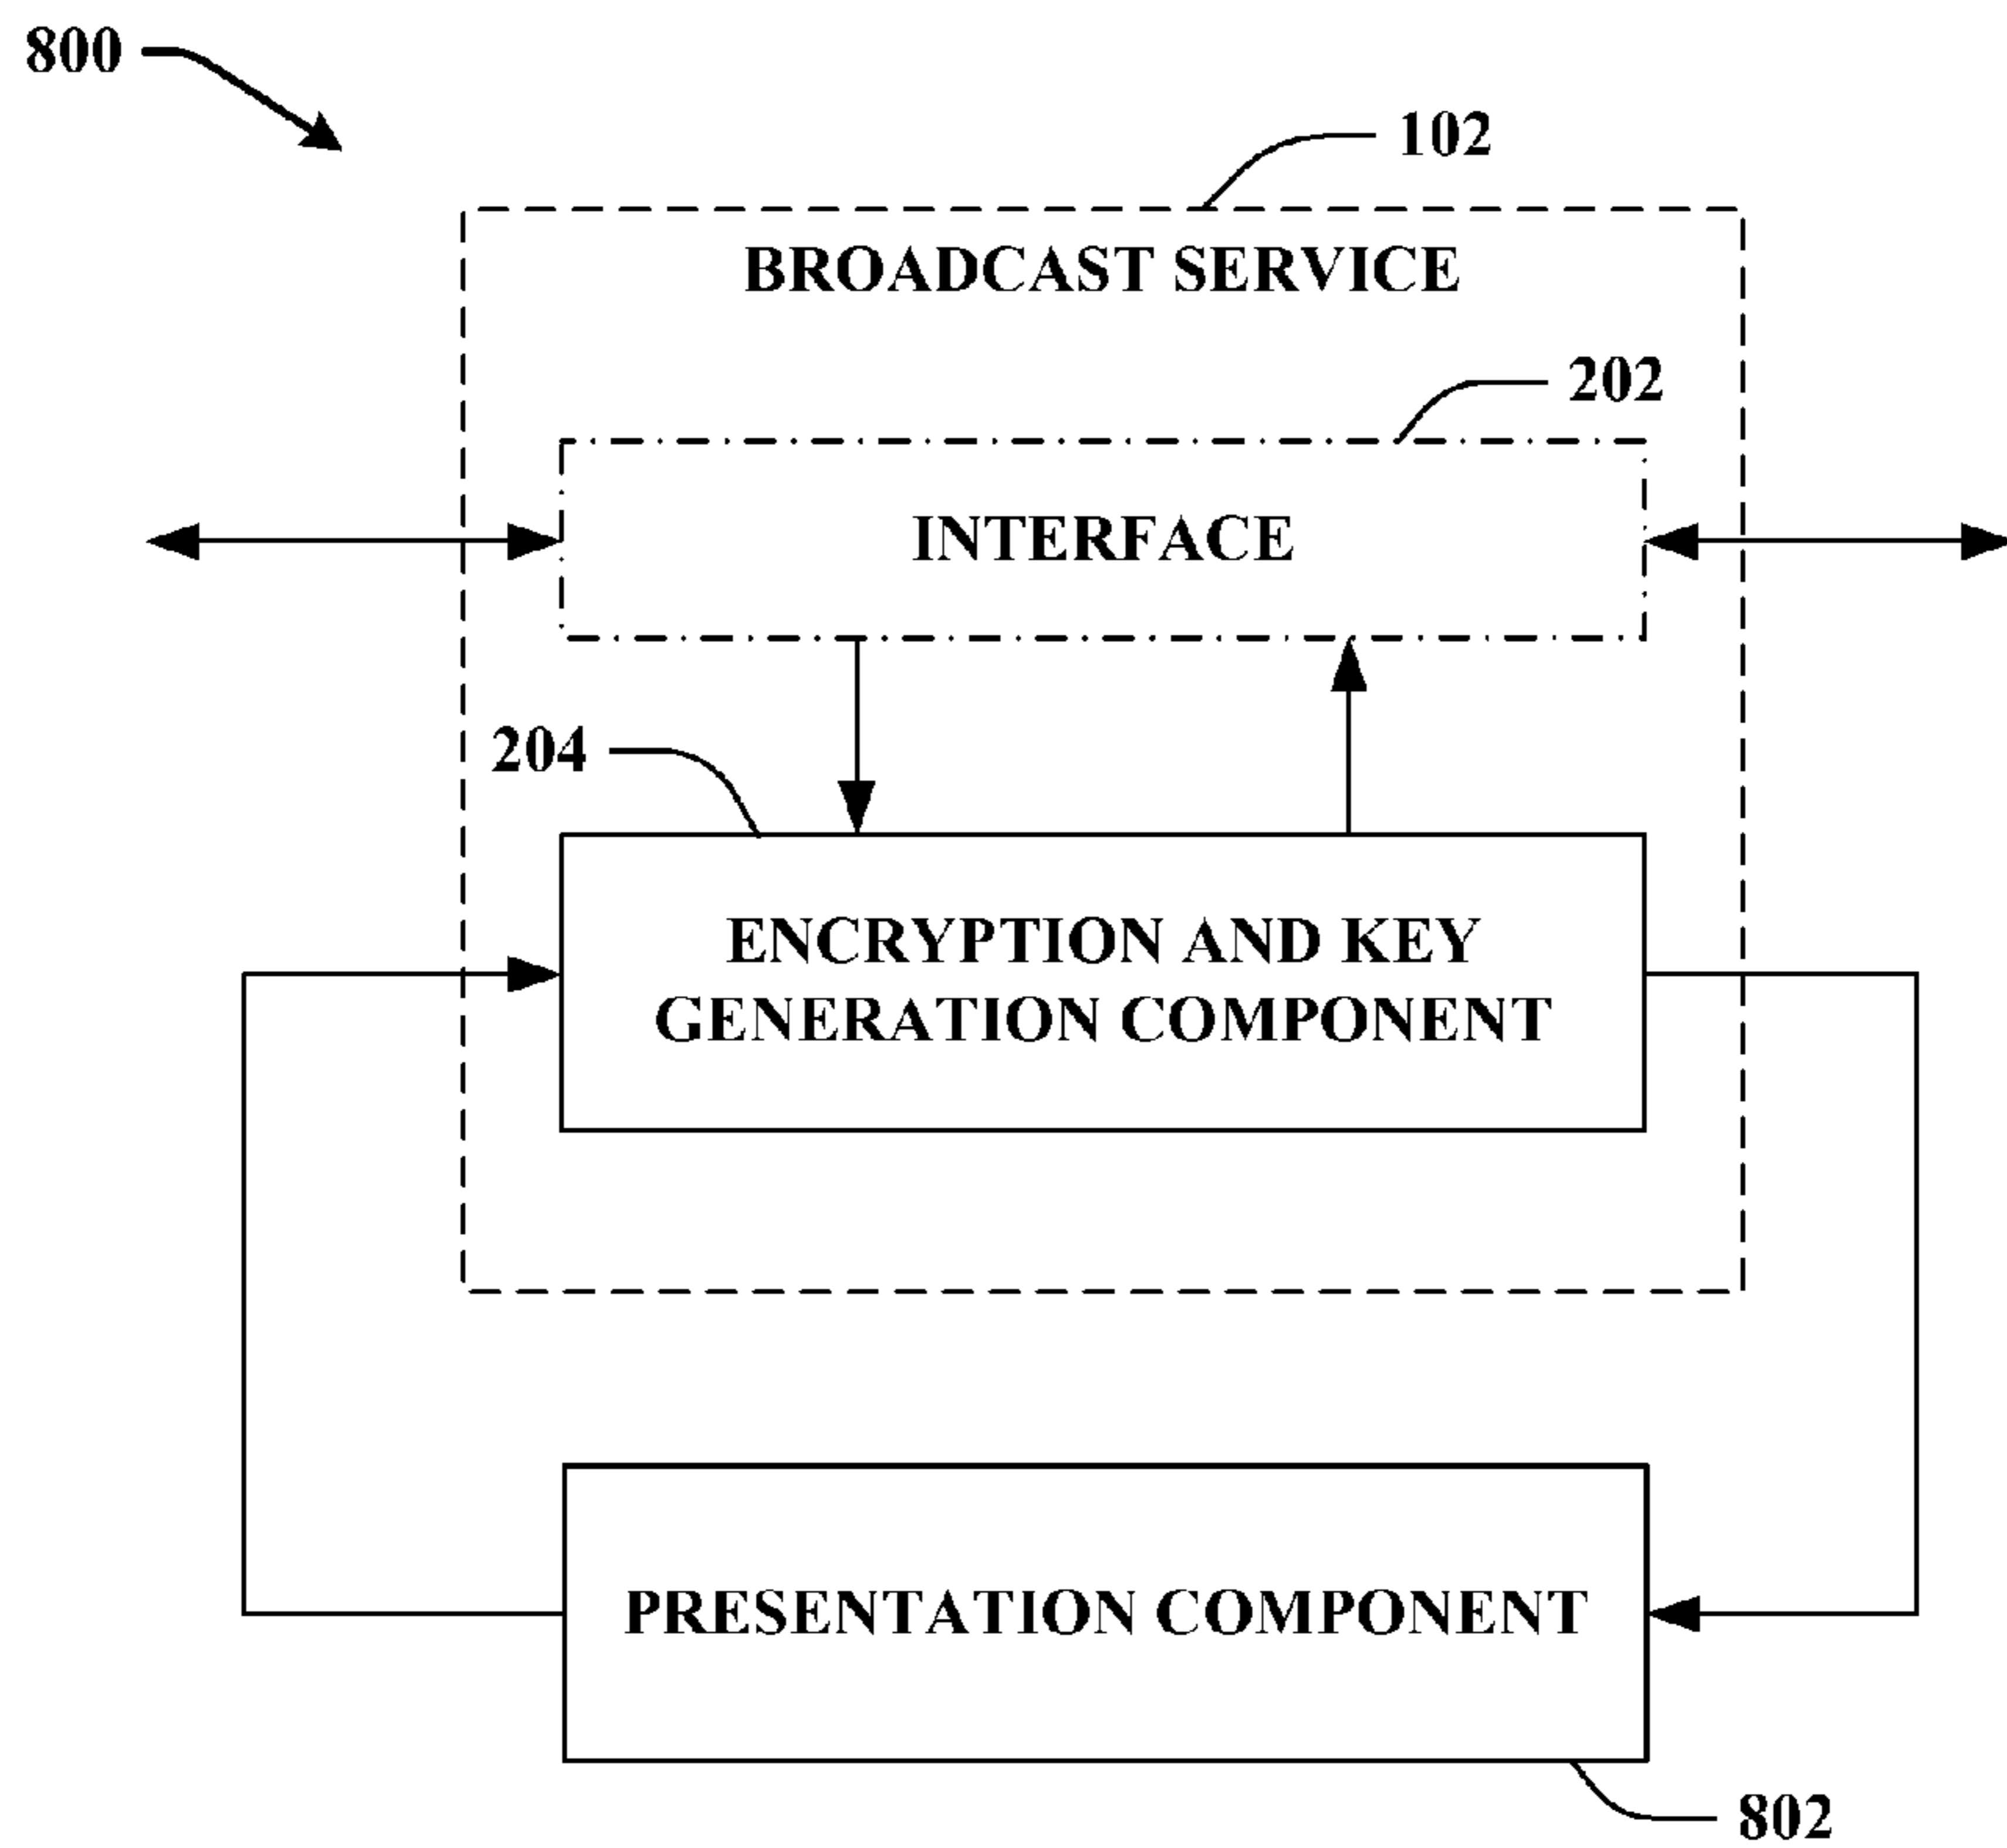 800
102
BROADCAST SERVICE
202
INTERFACE
204
ENCRYPTION AND KEY
GENERATION COMPONENT
PRESENTATION COMPONENT
802